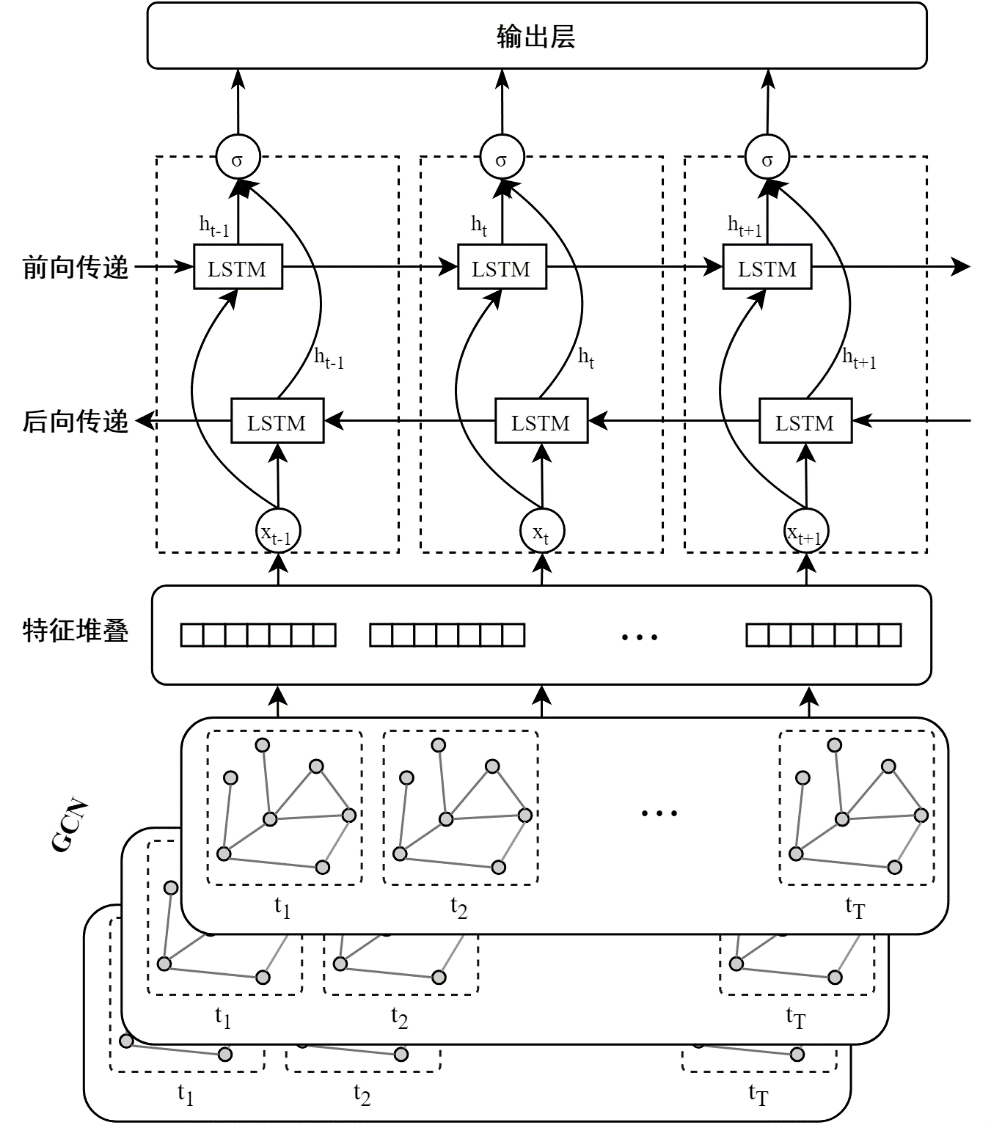 输出层
σ σ σ
h_{t-1} h_t h_{t+1}
前向传递 LSTM LSTM LSTM
h_{t-1} h_t h_{t+1}
后向传递 LSTM LSTM LSTM
x_{t-1} x_t x_{t+1}
特征堆叠 ...
GCN
...
t_1 t_2 t_T
t_1 t_2 t_T
t_1 t_2 t_T